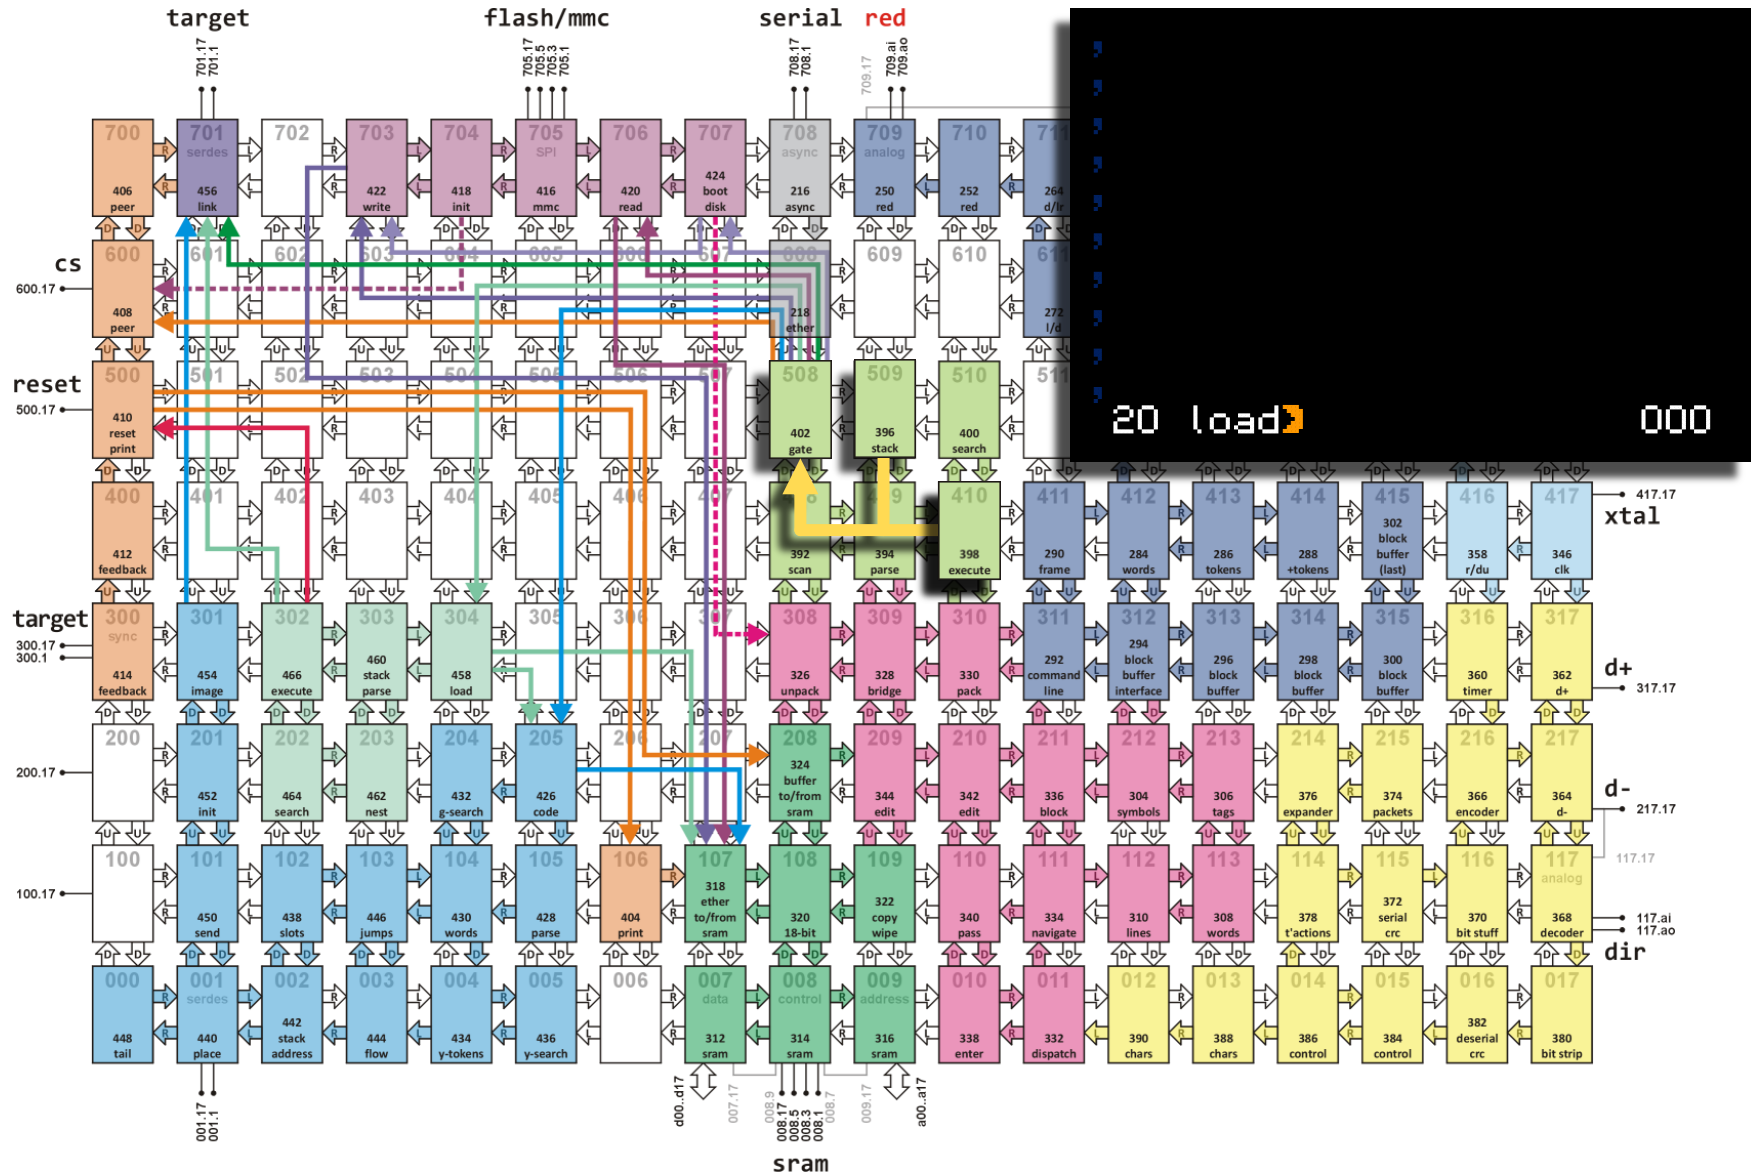 target flash/mmc serial red
701.17 701.1 705.17 705.5 705.3 705.1 708.17 708.1 709.17 709.ai 709.ao
700 701 702 703 704 705 706 707 708 709 710 711
serdes SPI async analog
406 peer 456 link 422 write 418 init 416 mmc 420 read 424 boot disk 216 async 250 red 252 red 264 d/lr
cs
600.17
600 601 602 603 604 605 606 607 608 609 610 611
408 peer 218 ether 272 l/d
reset
500.17
500 501 502 503 504 505 506 507 508 509 510 511
410 reset print 402 gate 396 stack 400 search
20 load 000
400 401 402 403 404 405 406 407 409 410 411 412 413 414 415 416 417
412 feedback 392 scan 394 parse 398 execute 290 frame 284 words 286 tokens 288 +tokens 302 block buffer (last) 358 r/du 346 clk
417.17
xtal
target
300.17
300.1
300 301 302 303 304 305 306 307 308 309 310 311 312 313 314 315 316 317
sync
414 feedback 454 image 466 execute 460 stack parse 458 load 326 unpack 328 bridge 330 pack 292 command line 294 block buffer interface 296 block buffer 298 block buffer 300 block buffer 360 timer 362 d+
d+
317.17
200.17
200 201 202 203 204 205 206 207 208 209 210 211 212 213 214 215 216 217
452 init 464 search 462 nest 432 g-search 426 code 324 buffer to/from sram 344 edit 342 edit 336 block 304 symbols 306 tags 376 expander 374 packets 366 encoder 364 d-
d-
217.17
117.17
100.17
100 101 102 103 104 105 106 107 108 109 110 111 112 113 114 115 116 117
analog
450 send 438 slots 446 jumps 430 words 428 parse 404 print 318 ether to/from sram 320 18-bit 322 copy wipe 340 pass 334 navigate 310 lines 308 words 378 t'actions 372 serial crc 370 bit stuff 368 decoder
117.ai
117.ao
dir
000 001 002 003 004 005 006 007 008 009 010 011 012 013 014 015 016 017
serdes data control address
448 tail 440 place 442 stack address 444 flow 434 y-tokens 436 y-search 312 sram 314 sram 316 sram 338 enter 332 dispatch 390 chars 388 chars 386 control 384 control 382 deserial crc 380 bit strip
001.17 001.1 d00..d17 007.17 008.9 008.17 008.5 008.3 008.1 008.7 009.17 a00..a17
sram